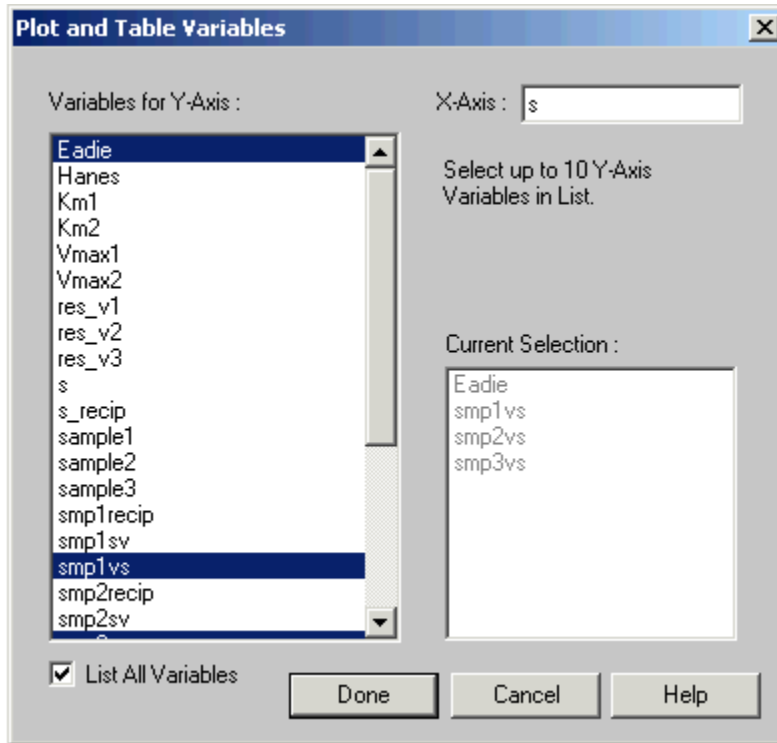 Plot and Table Variables
Variables for Y-Axis :
Eadie
Hanes
Km1
Km2
Vmax1
Vmax2
res_v1
res_v2
res_v3
s
s_recip
sample1
sample2
sample3
smp1recip
smp1sv
smp1vs
smp2recip
smp2sv
List All Variables
X-Axis : s
Select up to 10 Y-Axis
Variables in List.
Current Selection :
Eadie
smp1vs
smp2vs
smp3vs
Done
Cancel
Help